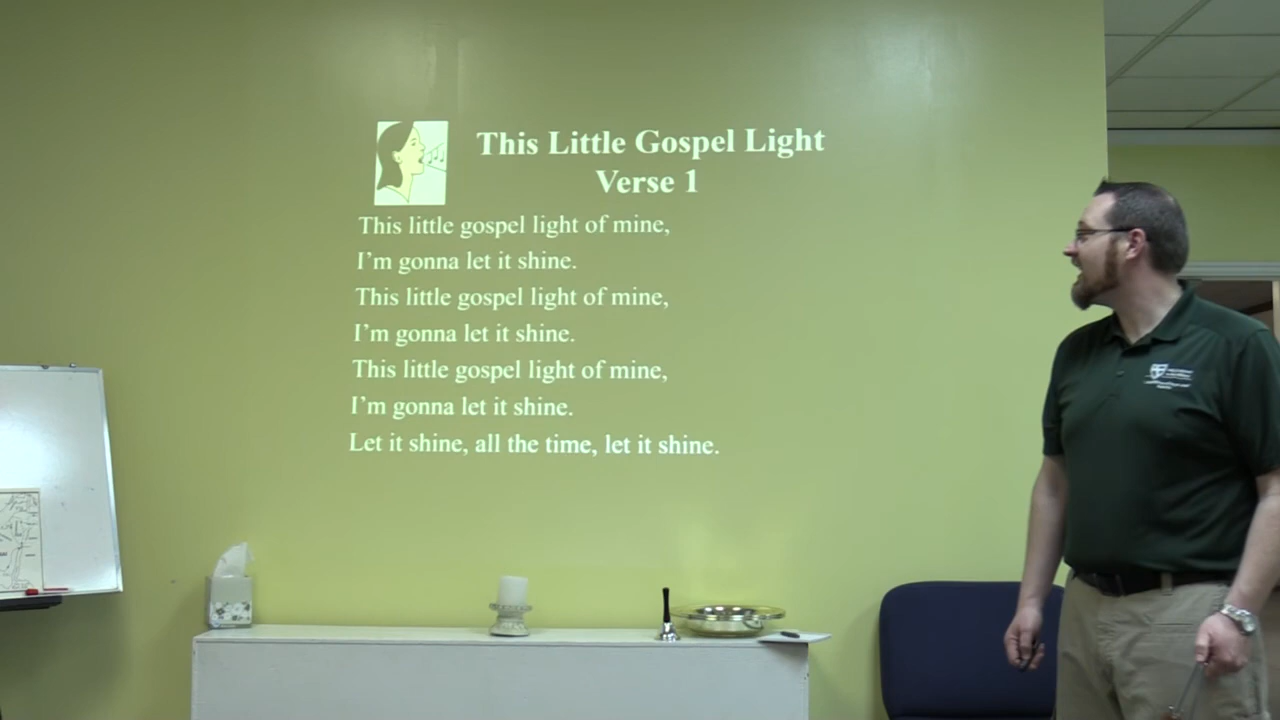 This Little Gospel Light
Verse 1
This little gospel light of mine,
I'm gonna let it shine.
This little gospel light of mine,
I'm gonna let it shine.
This little gospel light of mine,
I'm gonna let it shine.
Let it shine, all the time, let it shine.